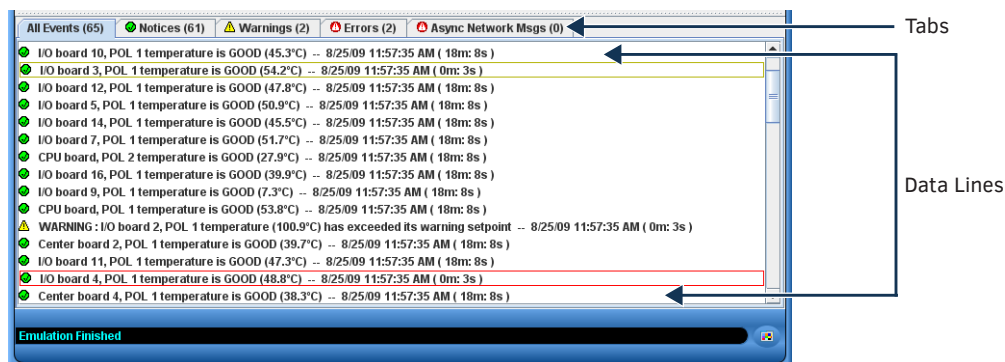 All Events (65) Notices (61) Warnings (2) Errors (2) Async Network Msgs (0) Tabs
I/O board 10, POL 1 temperature is GOOD (45.3°C) -- 8/25/09 11:57:35 AM ( 18m: 8s )
I/O board 3, POL 1 temperature is GOOD (54.2°C) -- 8/25/09 11:57:35 AM ( 0m: 3s )
I/O board 12, POL 1 temperature is GOOD (47.8°C) -- 8/25/09 11:57:35 AM ( 18m: 8s )
I/O board 5, POL 1 temperature is GOOD (50.9°C) -- 8/25/09 11:57:35 AM ( 18m: 8s )
I/O board 14, POL 1 temperature is GOOD (45.5°C) -- 8/25/09 11:57:35 AM ( 18m: 8s )
I/O board 7, POL 1 temperature is GOOD (51.7°C) -- 8/25/09 11:57:35 AM ( 18m: 8s )
CPU board, POL 2 temperature is GOOD (27.9°C) -- 8/25/09 11:57:35 AM ( 18m: 8s )
I/O board 16, POL 1 temperature is GOOD (39.9°C) -- 8/25/09 11:57:35 AM ( 18m: 8s )
Data Lines
I/O board 9, POL 1 temperature is GOOD (7.3°C) -- 8/25/09 11:57:35 AM ( 18m: 8s )
CPU board, POL 1 temperature is GOOD (53.8°C) -- 8/25/09 11:57:35 AM ( 18m: 8s )
WARNING : I/O board 2, POL 1 temperature (100.9°C) has exceeded its warning setpoint -- 8/25/09 11:57:35 AM ( 0m: 3s )
Center board 2, POL 1 temperature is GOOD (39.7°C) -- 8/25/09 11:57:35 AM ( 18m: 8s )
I/O board 11, POL 1 temperature is GOOD (47.3°C) -- 8/25/09 11:57:35 AM ( 18m: 8s )
I/O board 4, POL 1 temperature is GOOD (48.8°C) -- 8/25/09 11:57:35 AM ( 0m: 3s )
Center board 4, POL 1 temperature is GOOD (38.3°C) -- 8/25/09 11:57:35 AM ( 18m: 8s )
Emulation Finished